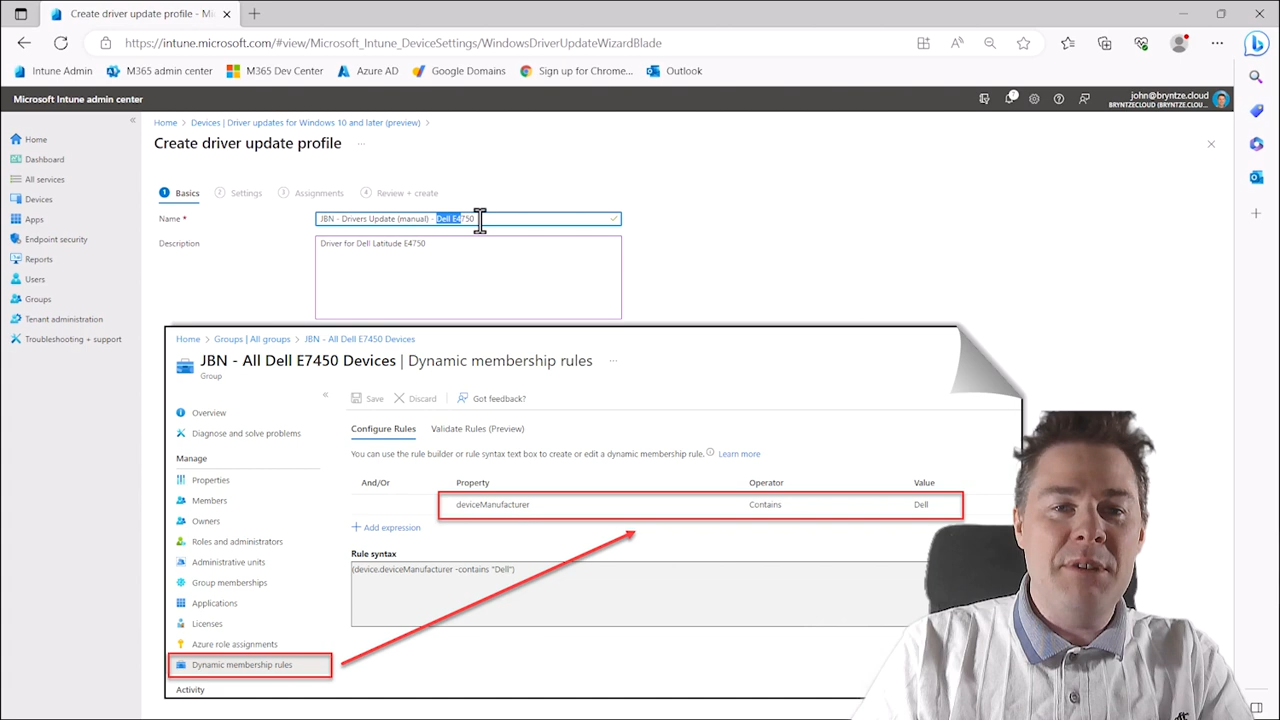 Create driver update profile - Mi
https://intune.microsoft.com/#view/Microsoft_Intune_DeviceSettings/WindowsDriverUpdateWizardBlade
Intune Admin
M365 admin center
M365 Dev Center
Azure AD
Google Domains
Sign up for Chrome...
Outlook
Microsoft Intune admin center
7
john@bryntze.cloud
BRYNTZECLOUD (BRYNTZE.CLOU...
Home
Dashboard
All services
Devices
Apps
Endpoint security
Reports
Users
Groups
Tenant administration
Troubleshooting + support
Home > Devices | Driver updates for Windows 10 and later (preview) >
Create driver update profile ...
1 Basics
2 Settings
3 Assignments
4 Review + create
Name *
JBN - Drivers Update (manual) - Dell E4750
Description
Driver for Dell Latitude E4750
Home > Groups | All groups > JBN - All Dell E7450 Devices
JBN - All Dell E7450 Devices | Dynamic membership rules ...
Group
Overview
Diagnose and solve problems
Manage
Properties
Members
Owners
Roles and administrators
Administrative units
Group memberships
Applications
Licenses
Azure role assignments
Dynamic membership rules
Activity
Save
Discard
Got feedback?
Configure Rules
Validate Rules (Preview)
You can use the rule builder or rule syntax text box to create or edit a dynamic membership rule. Learn more
And/Or Property Operator Value
deviceManufacturer Contains Dell
+ Add expression
Rule syntax
(device.deviceManufacturer -contains "Dell")